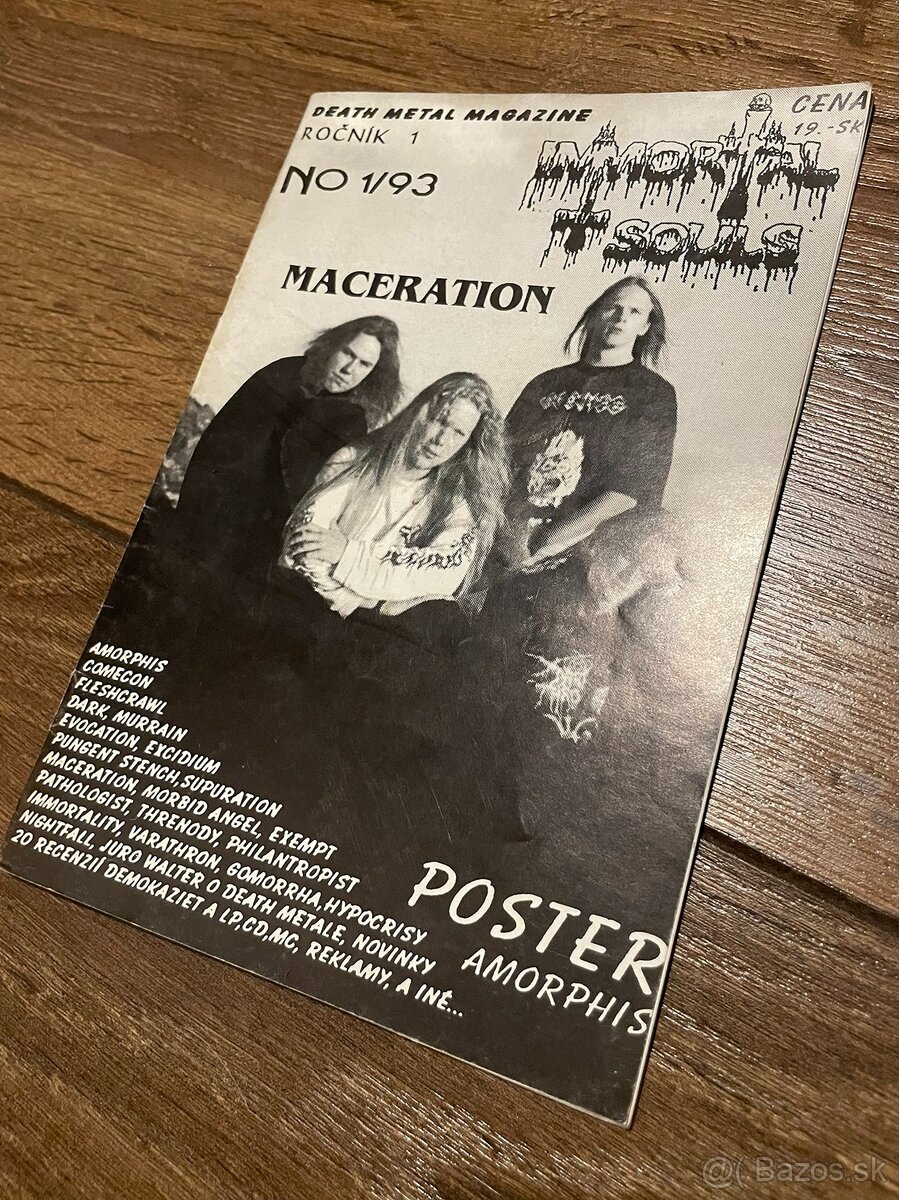 DEATH METAL MAGAZINE
ROČNÍK 1
CENA
19.-SK
NO 1/93
IMMORTAL
SOULS
MACERATION
AMORPHIS
COMECON
FLESHCRAWL
DARK, MURRAIN
EVOCATION, EXCIDIUM
PUNGENT STENCH, SUPURATION
MACERATION, MORBID ANGEL, EXEMPT
PATHOLOGIST, THRENODY, PHILANTROPIST
IMMORTALITY, VARATHRON, GOMORRHA, HYPOCRISY
NIGHTFALL, JURO WALTER O DEATH METALE, NOVINKY
20 RECENZIÍ DEMOKAZIET A LP,CD,MC, REKLAMY, A INÉ...
POSTER
AMORPHIS
@( Bazos.sk